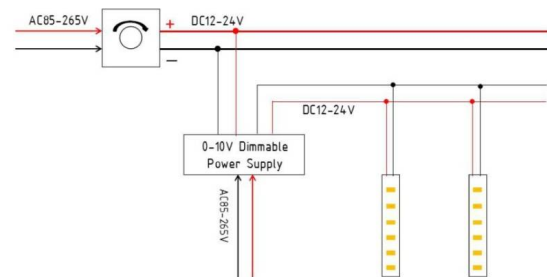 AC85-265V
+
DC12-24V
−
DC12-24V
0-10V Dimmable
Power Supply
AC85-265V